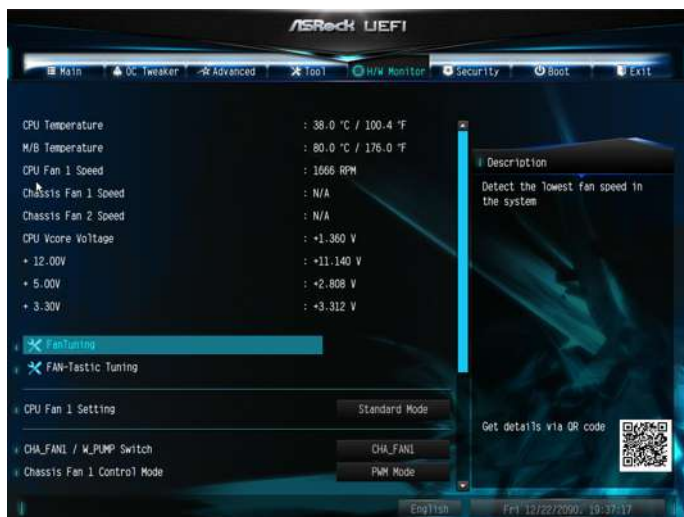 ASRock UEFI
Main OC Tweaker Advanced Tool H/W Monitor Security Boot Exit
CPU Temperature : 38.0 °C / 100.4 °F
M/B Temperature : 80.0 °C / 176.0 °F
CPU Fan 1 Speed : 1666 RPM
Chassis Fan 1 Speed : N/A
Chassis Fan 2 Speed : N/A
CPU Vcore Voltage : +1.360 V
+ 12.00V : +11.140 V
+ 5.00V : +2.808 V
+ 3.30V : +3.312 V
FanTuning
FAN-Tastic Tuning
CPU Fan 1 Setting Standard Mode
CHA_FAN1 / W_PUMP Switch CHA_FAN1
Chassis Fan 1 Control Mode PWM Mode
Description
Detect the lowest fan speed in
the system
Get details via QR code
English Fri 12/22/2090. 19:37:17